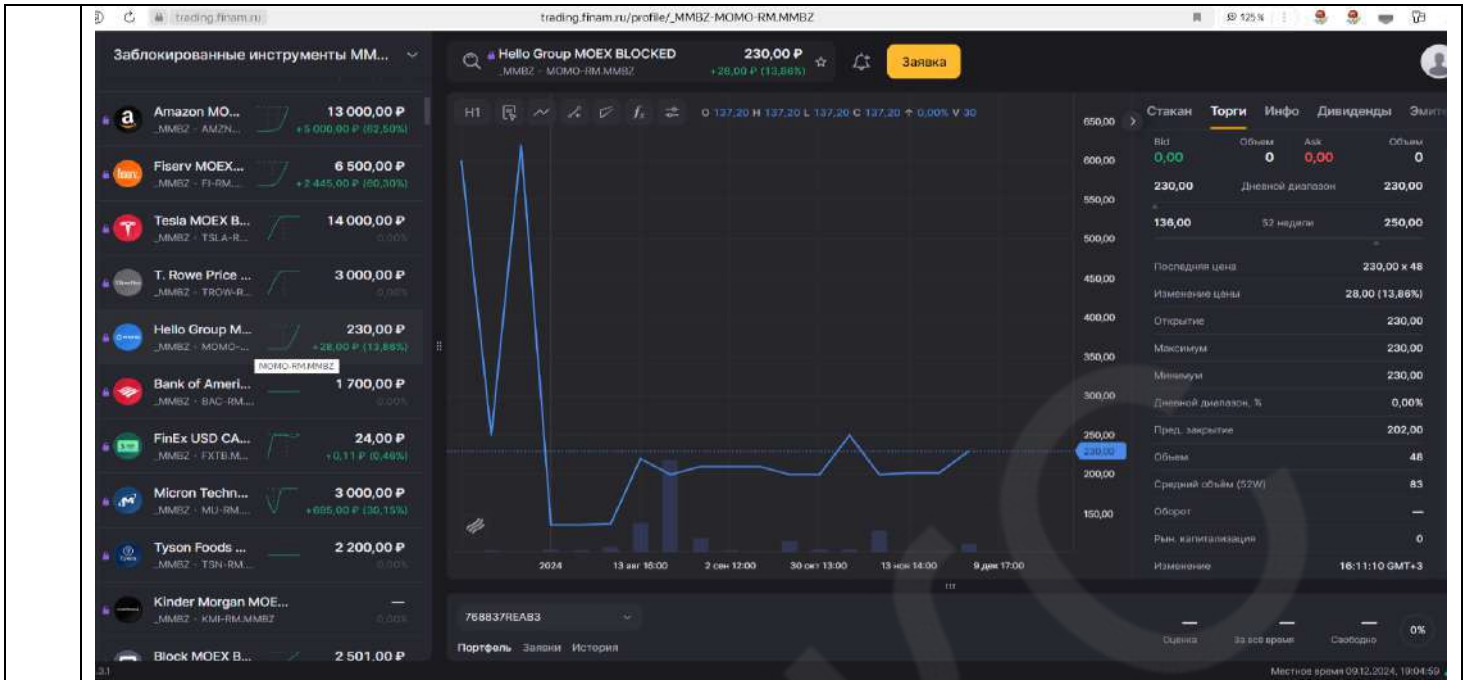 trading.finam.ru
trading.finam.ru/profile/_MMBZ-MOMO-RM.MMBZ
125 %
Заблокированные инструменты MM...
Amazon MO...
13 000,00 ₽
_MMBZ - AMZN...
+5 000,00 ₽ (62,50%)
Fiserv MOEX...
6 500,00 ₽
_MMBZ - FI-RM....
+2 445,00 ₽ (60,30%)
Tesla MOEX B...
14 000,00 ₽
_MMBZ - TSLA-R...
0,00%
T. Rowe Price ...
3 000,00 ₽
_MMBZ - TROW-R...
0,00%
Hello Group M...
230,00 ₽
_MMBZ - MOMO-...
+28,00 ₽ (13,86%)
MOMO-RM.MMBZ
Bank of Ameri...
1 700,00 ₽
_MMBZ - BAC-RM....
0,00%
FinEx USD CA...
24,00 ₽
_MMBZ - FXTB.M...
+0,11 ₽ (0,46%)
Micron Techn...
3 000,00 ₽
_MMBZ - MU-RM....
+695,00 ₽ (30,15%)
Tyson Foods ...
2 200,00 ₽
_MMBZ - TSN-RM...
0,00%
Kinder Morgan MOE...
—
_MMBZ - KMI-RM.MMBZ
0,00%
Block MOEX B...
2 501,00 ₽
3.1
Hello Group MOEX BLOCKED
230,00 ₽
_MMBZ - MOMO-RM.MMBZ
+28,00 ₽ (13,86%)
Заявка
H1
O 137,20 H 137,20 L 137,20 C 137,20 0,00% V 30
650,00
600,00
550,00
500,00
450,00
400,00
350,00
300,00
250,00
230,00
200,00
150,00
2024
13 авг 16:00
2 сен 12:00
30 окт 13:00
13 ноя 14:00
9 дек 17:00
Стакан Торги Инфо Дивиденды Эмит
Bid Объем Ask Объем
0,00 0 0,00 0
230,00 Дневной диапазон 230,00
136,00 52 недели 250,00
Последняя цена 230,00 x 48
Изменение цены 28,00 (13,86%)
Открытие 230,00
Максимум 230,00
Минимум 230,00
Дневной диапазон, % 0,00%
Пред. закрытие 202,00
Объем 48
Средний объём (52W) 83
Оборот —
Рын. капитализация 0
Изменение 16:11:10 GMT+3
768837REAB3
Портфель Заявки История
— — — 0%
Оценка За всё время Свободно
Местное время 09.12.2024, 19:04:59